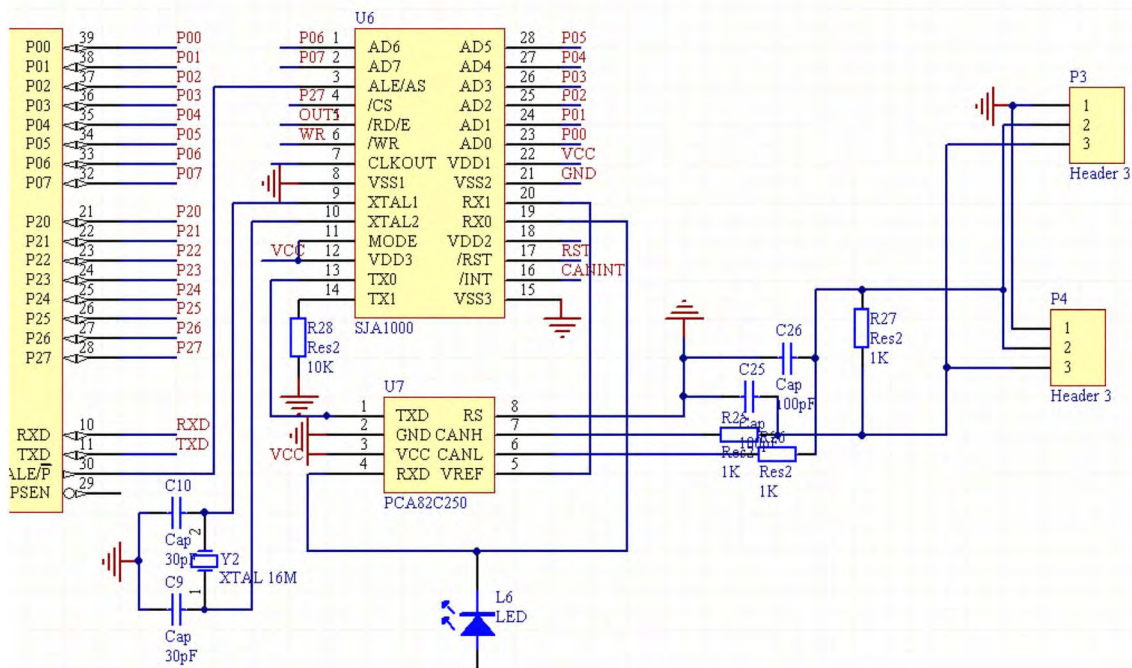 U6
P00 39 P00
P01 38 P01
P02 37 P02
P03 36 P03
P04 35 P04
P05 34 P05
P06 33 P06
P07 32 P07
P20 21 P20
P21 22 P21
P22 23 P22
P23 24 P23
P24 25 P24
P25 26 P25
P26 27 P26
P27 28 P27
RXD 10 RXD
TXD 11 TXD
ALE/P 30
PSEN 29
P06 1 AD6 AD5 28 P05
P07 2 AD7 AD4 27 P04
3 ALE/AS AD3 26 P03
P27 4 /CS AD2 25 P02
OUT 5 /RD/E AD1 24 P01
WR 6 /WR AD0 23 P00
7 CLKOUT VDD1 22 VCC
8 VSS1 VSS2 21 GND
9 XTAL1 RX1 20
10 XTAL2 RX0 19
11 MODE VDD2 18
VCC 12 VDD3 /RST 17 RST
13 TX0 /INT 16 CANINT
14 TX1 VSS3 15
SJA1000
R28
Res2
10K
U7
1 TXD RS 8
2 GND CANH 7
VCC 3 VCC CANL 6
4 RXD VREF 5
PCA82C250
C10
Cap
30pF
2
Y2
XTAL 16M
1
C9
Cap
30pF
L6
LED
C26
Cap
100pF
C25
Cap
100pF
Res2
1K
Res2
1K
R27
Res2
1K
P3
1
2
3
Header 3
P4
1
2
3
Header 3